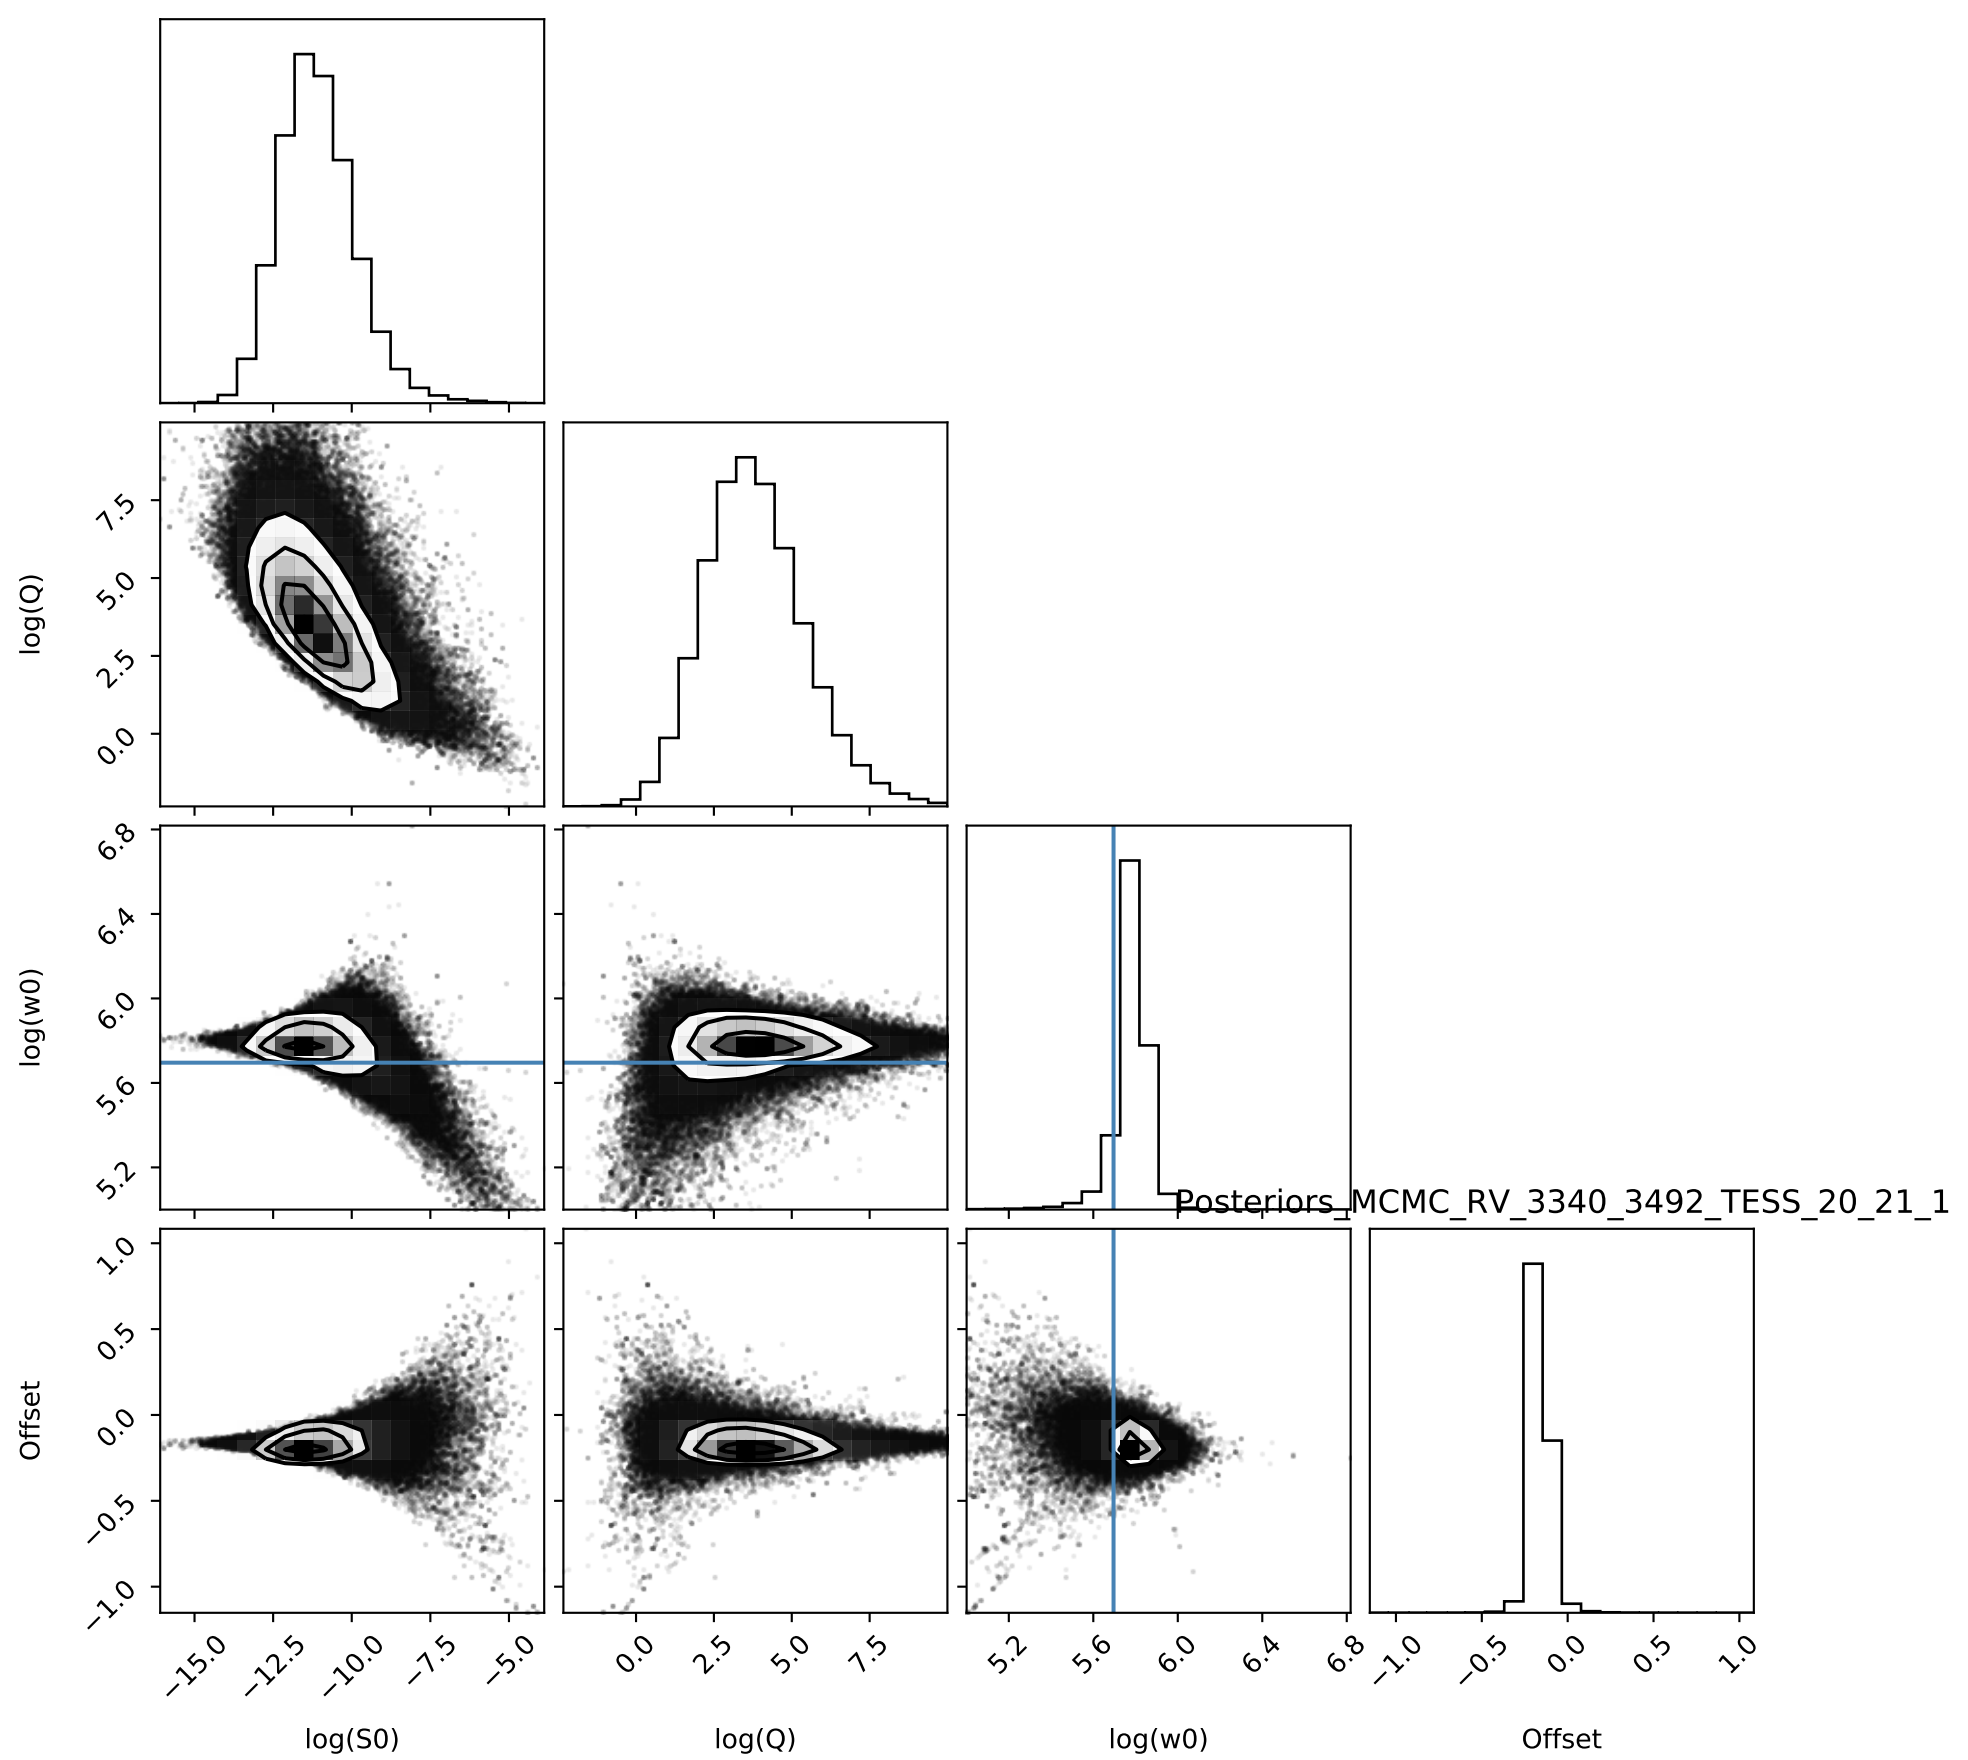 log(Q)
7.5
5.0
2.5
0.0
log(w0)
6.8
6.4
6.0
5.6
5.2
Posteriors_MCMC_RV_3340_3492_TESS_20_21_1
Offset
1.0
0.5
0.0
−0.5
−1.0
−15.0 −12.5 −10.0 −7.5 −5.0
0.0 2.5 5.0 7.5
5.2 5.6 6.0 6.4 6.8
−1.0 −0.5 0.0 0.5 1.0
log(S0)
log(Q)
log(w0)
Offset